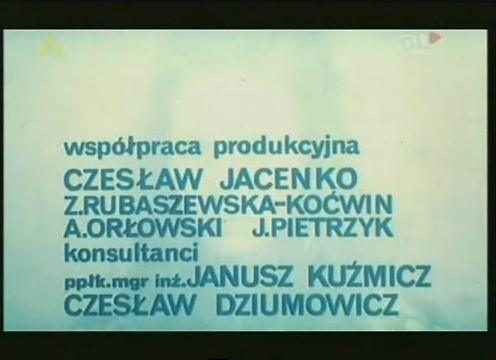 współpraca produkcyjna
CZESŁAW JACENKO
Z.RUBASZEWSKA-KOĆWIN
A.ORŁOWSKI J.PIETRZYK
konsultanci
ppłk.mgr inż.JANUSZ KUŹMICZ
CZESŁAW DZIUMOWICZ